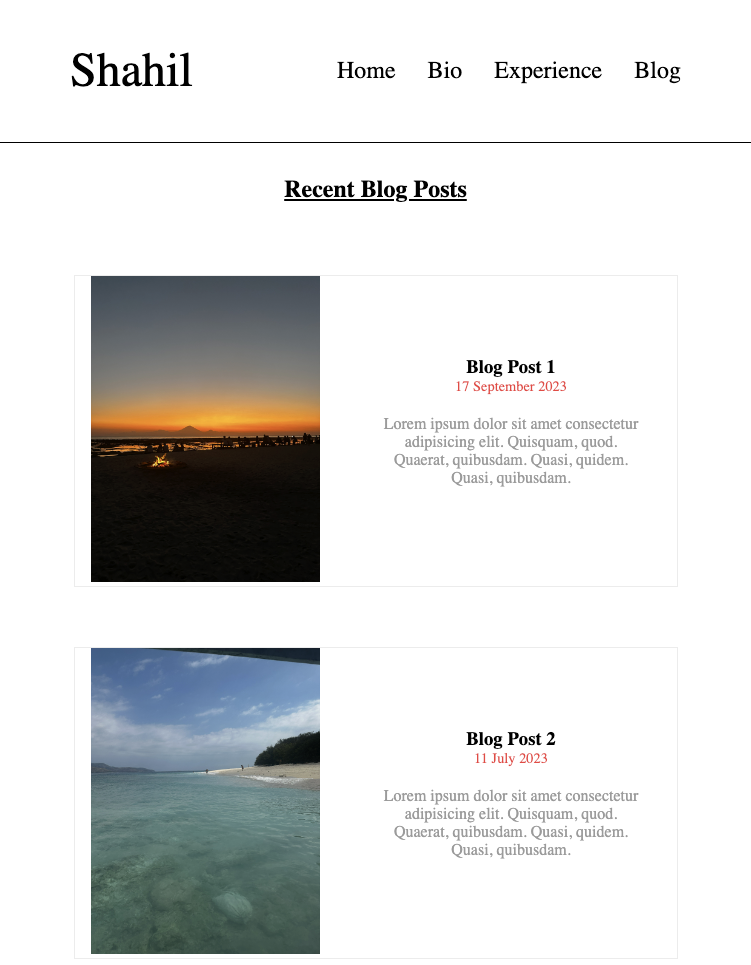 Shahil
Home Bio Experience Blog
Recent Blog Posts
Blog Post 1
17 September 2023
Lorem ipsum dolor sit amet consectetur
adipisicing elit. Quisquam, quod.
Quaerat, quibusdam. Quasi, quidem.
Quasi, quibusdam.
Blog Post 2
11 July 2023
Lorem ipsum dolor sit amet consectetur
adipisicing elit. Quisquam, quod.
Quaerat, quibusdam. Quasi, quidem.
Quasi, quibusdam.